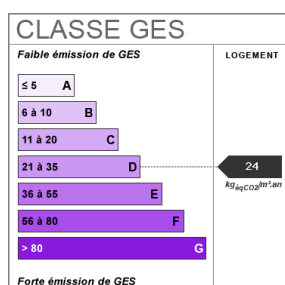 CLASSE GES
Faible émission de GES
LOGEMENT
≤ 5 A
6 à 10 B
11 à 20 C
21 à 35 D
24
kgéqCO2/m².an
36 à 55 E
56 à 80 F
> 80 G
Forte émission de GES